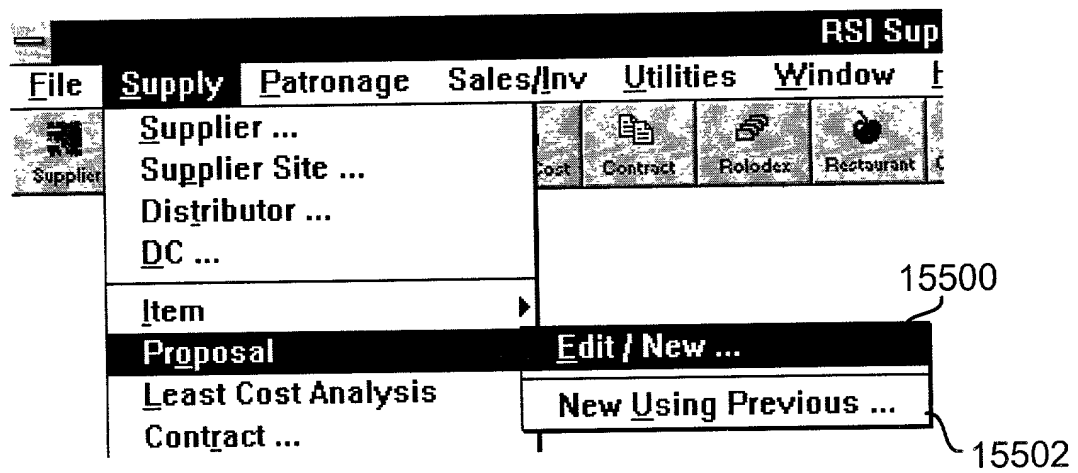 RSI Sup
File Supply Patronage Sales/Inv Utilities Window
Supplier Cost Contract Rolodex Restaurant
Supplier ...
Supplier Site ...
Distributor ...
DC ...
Item
Proposal
Least Cost Analysis
Contract ...
15500
Edit / New ...
New Using Previous ...
15502